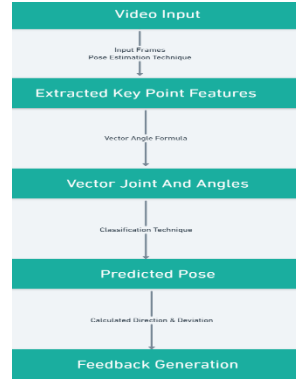 Video Input
Input Frames
Pose Estimation Technique
Extracted Key Point Features
Vector Angle Formula
Vector Joint And Angles
Classification Technique
Predicted Pose
Calculated Direction & Deviation
Feedback Generation